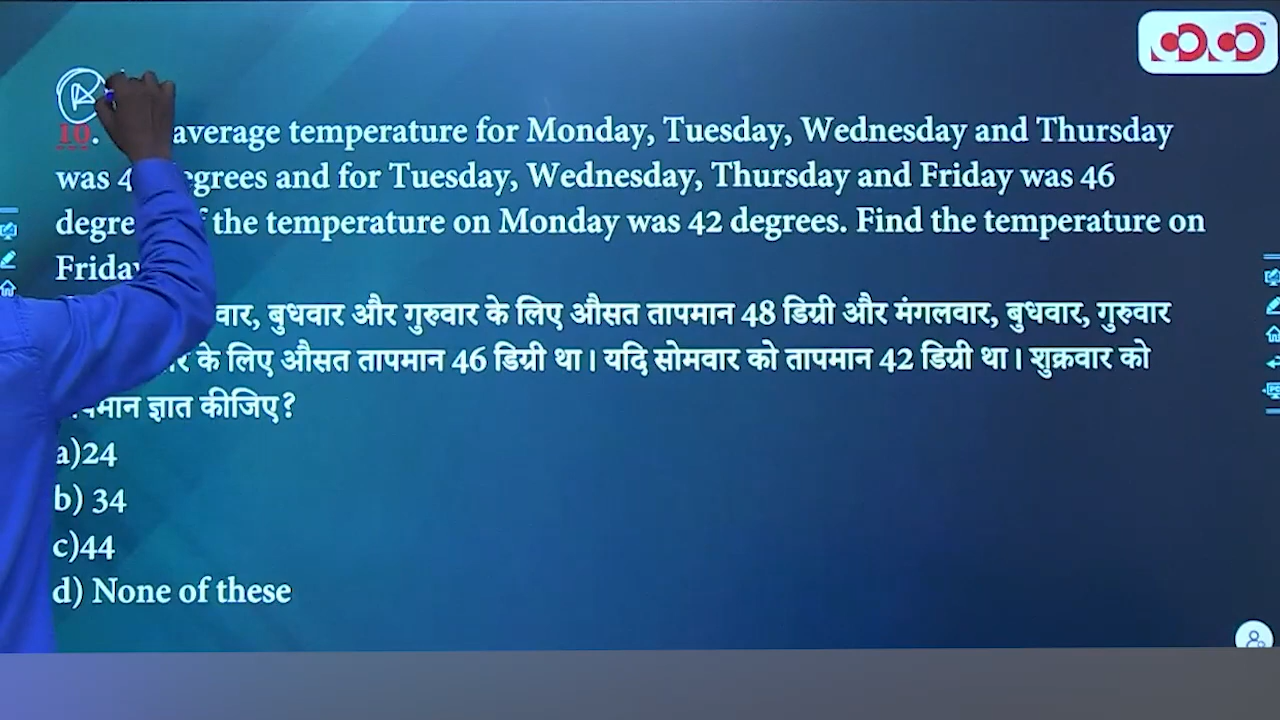 10. average temperature for Monday, Tuesday, Wednesday and Thursday
was 4 egrees and for Tuesday, Wednesday, Thursday and Friday was 46
degre f the temperature on Monday was 42 degrees. Find the temperature on
Friday
वार, बुधवार और गुरुवार के लिए औसत तापमान 48 डिग्री और मंगलवार, बुधवार, गुरुवार
के लिए औसत तापमान 46 डिग्री था। यदि सोमवार को तापमान 42 डिग्री था। शुक्रवार को
ज्ञात कीजिए?
a)24
b) 34
c)44
d) None of these